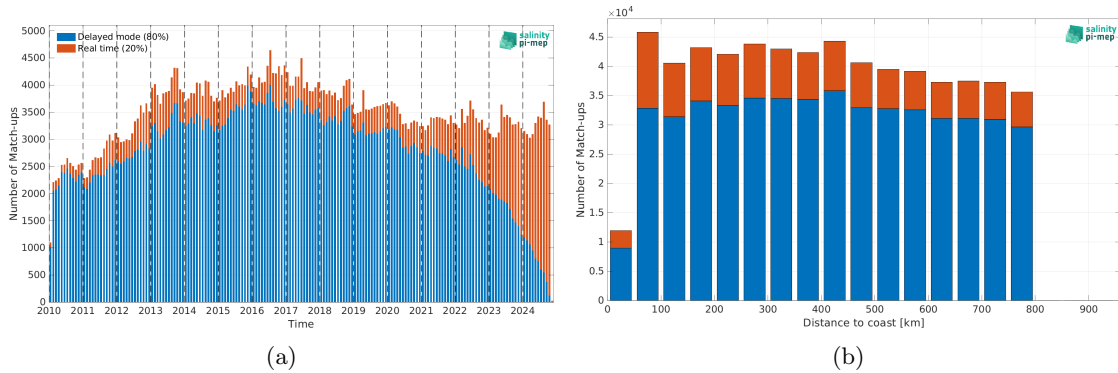 5000
4500
4000
3500
3000
2500
2000
1500
1000
500
0
Number of Match-ups
Delayed mode (80%)
Real time (20%)
salinity
pi-mep
2010 2011 2012 2013 2014 2015 2016 2017 2018 2019 2020 2021 2022 2023 2024
Time
(a)
×10⁴
4.5
4
3.5
3
2.5
2
1.5
1
0.5
0
Number of Match-ups
salinity
pi-mep
0 100 200 300 400 500 600 700 800 900
Distance to coast [km]
(b)